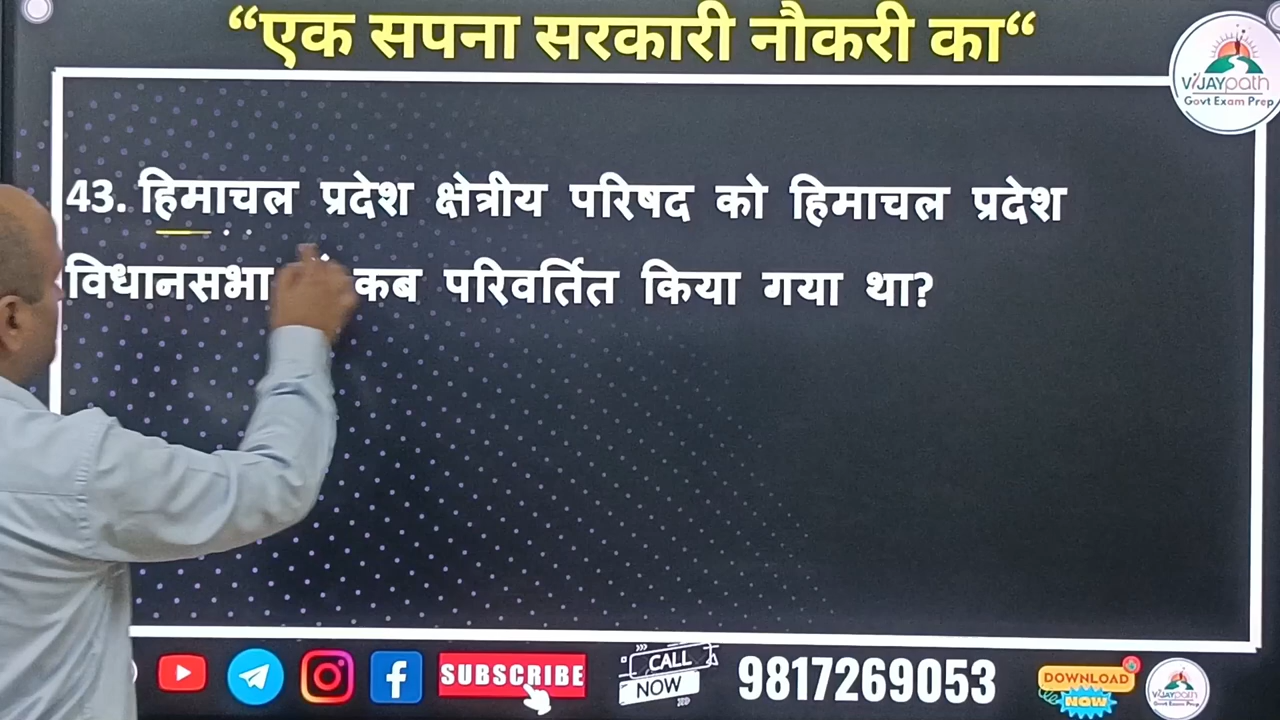 “एक सपना सरकारी नौकरी का“
VIJAYpath
Govt Exam Prep
43. हिमाचल प्रदेश क्षेत्रीय परिषद को हिमाचल प्रदेश
विधानसभा कब परिवर्तित किया गया था?
SUBSCRIBE
CALL
NOW
9817269053
DOWNLOAD
NOW
VIJAYpath